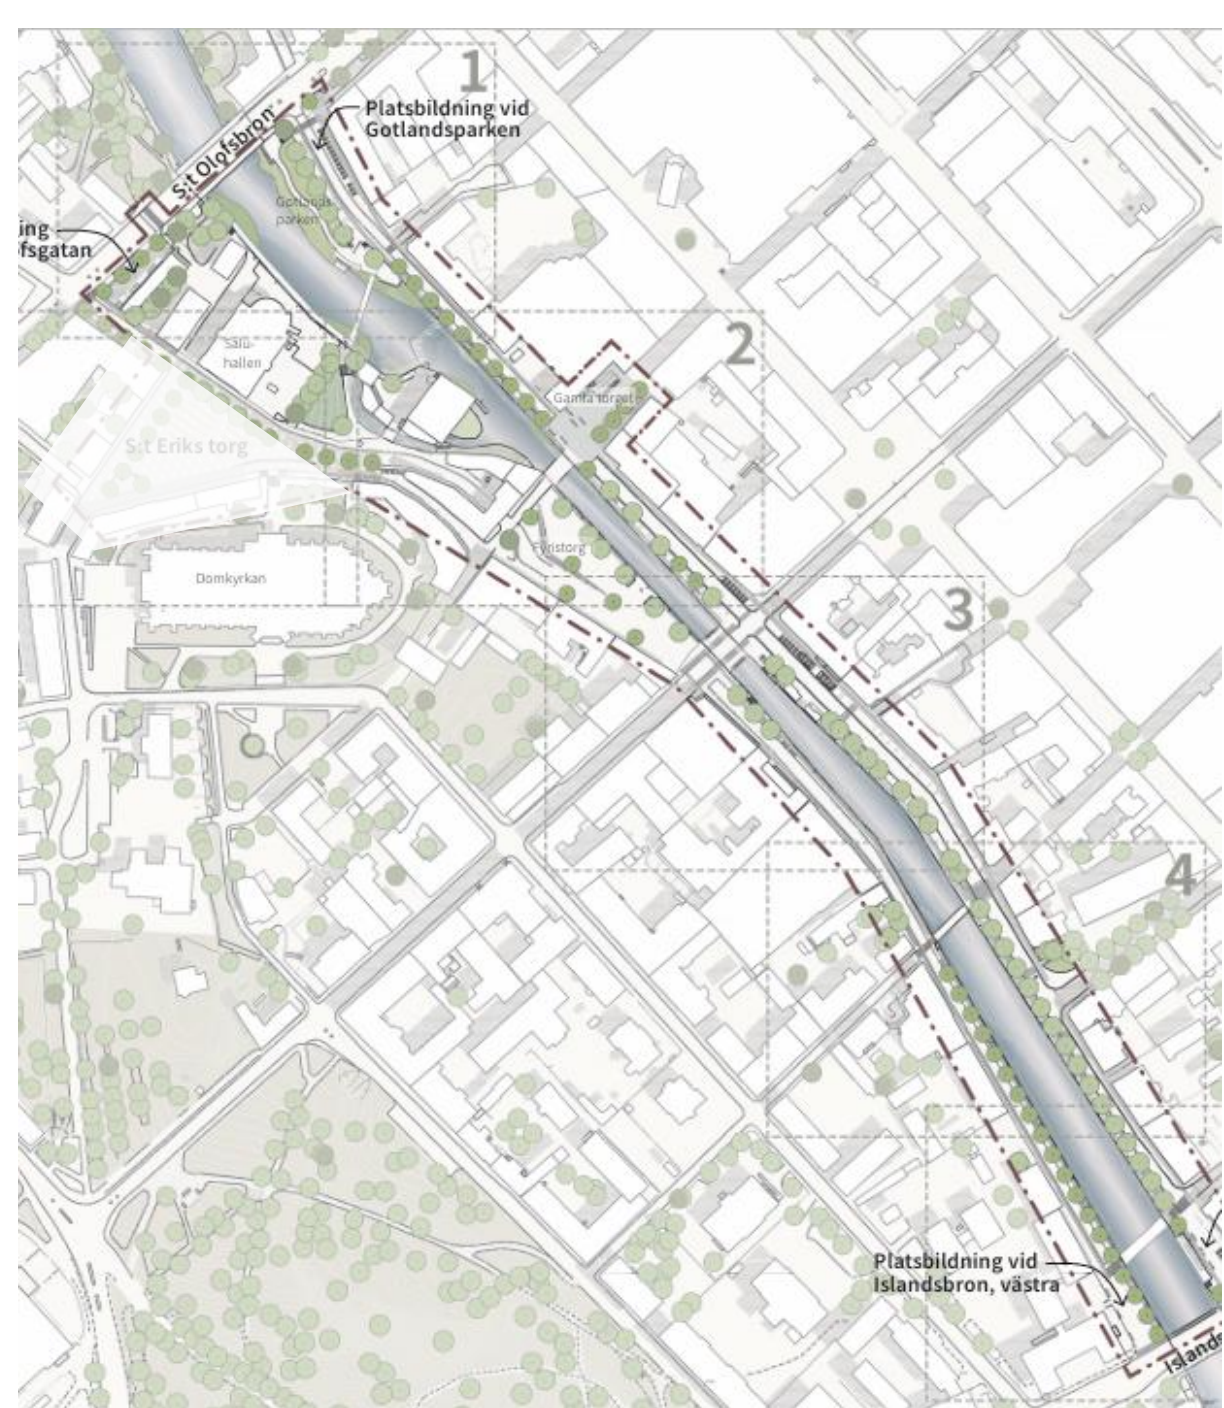 1
Platsbildning vid
Gotlandsparken
S:t Olofsbron
Gotlands
parken
ing
fsgatan
2
Salu-
hallen
Gamla torget
S:t Eriks torg
Fyristorg
Domkyrkan
3
4
Platsbildning vid
Islandsbron, västra
Islands